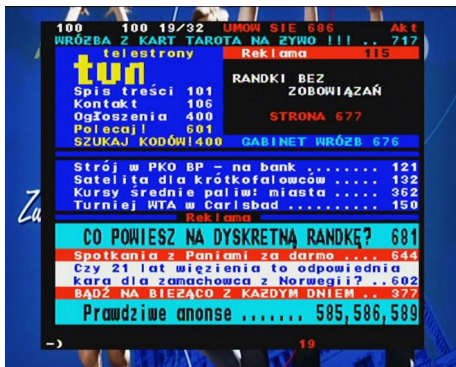 100 100 19/32 UMÓW SIE 686 Akt
WRÓŻBA Z KART TAROTA NA ŻYWO !!! .. 717
telestrony
tvn
Reklama 115
RANDKI BEZ
ZOBOWIĄZAŃ
Spis treści 101
Kontakt 106
Ogłoszenia 400
STRONA 677
Polecaj! 601
SZUKAJ KODÓW!400
GABINET WRÓŻB 676
Strój w PKO BP – na bank ...... 121
Satelita dla krótkofalowców .... 132
Kursy średnie paliw: miasta .... 362
Turniej WTA w Carlsbad ......... 150
Reklama
CO POWIESZ NA DYSKRETNĄ RANDKĘ? 681
Spotkania z Paniami za darmo .... 644
Czy 21 lat więzienia to odpowiednia
kara dla zamachowca z Norwegii? ..602
BĄDŹ NA BIEŻĄCO Z KAŻDYM DNIEM .. 377
Prawdziwe anonse ....... 585,586,589
–) 19
Zu